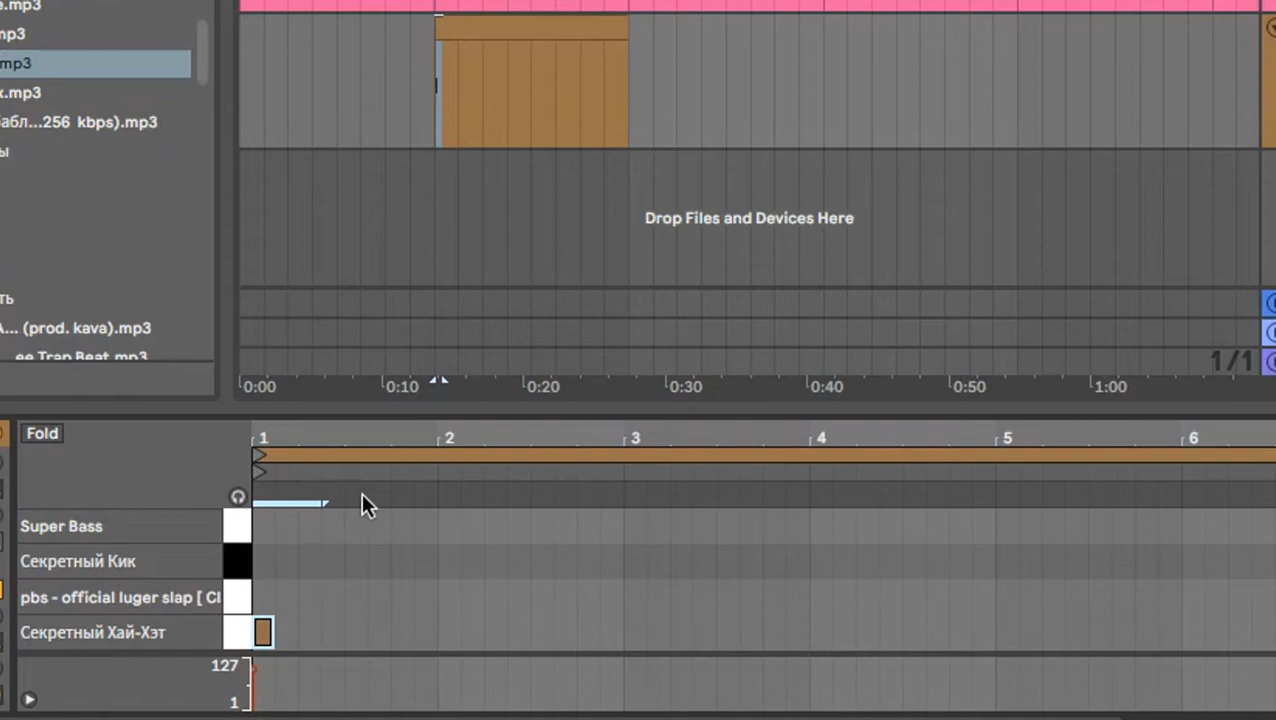 e.mp3
mp3
mp3
x.mp3
бабл...256 kbps).mp3
ы
Drop Files and Devices Here
ть
А... (prod. kava).mp3
ee Trap Beat.mp3
1/1
0:00 0:10 0:20 0:30 0:40 0:50 1:00
Fold
1 2 3 4 5 6
Super Bass
Секретный Кик
pbs - official luger slap [ Cl
Секретный Хай-Хэт
127
1